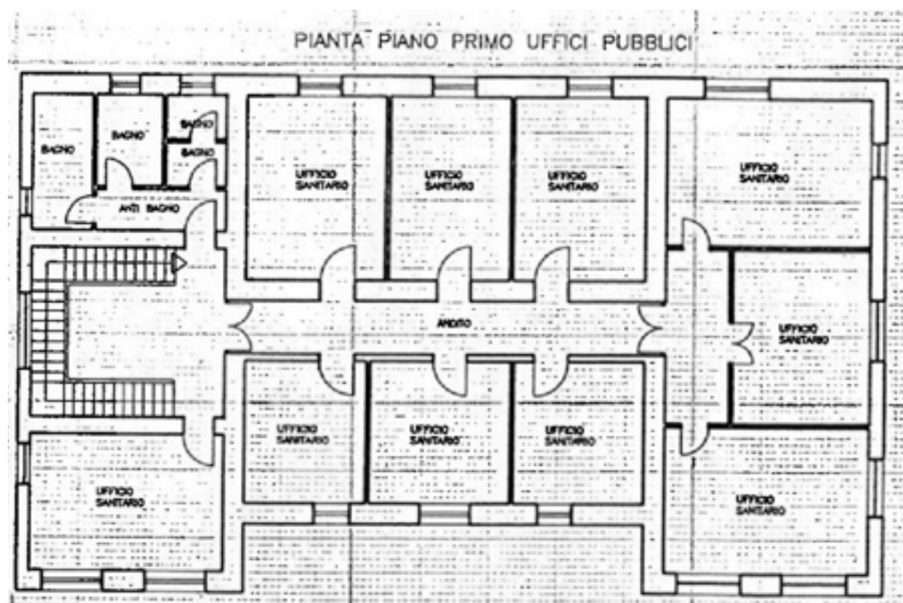 PIANTA PIANO PRIMO UFFICI PUBBLICI
BAGNO
BAGNO
BAGNO
BAGNO
ANTI BAGNO
UFFICIO
SANITARIO
UFFICIO
SANITARIO
UFFICIO
SANITARIO
UFFICIO
SANITARIO
ANDITO
UFFICIO
SANITARIO
UFFICIO
SANITARIO
UFFICIO
SANITARIO
UFFICIO
SANITARIO
UFFICIO
SANITARIO
UFFICIO
SANITARIO